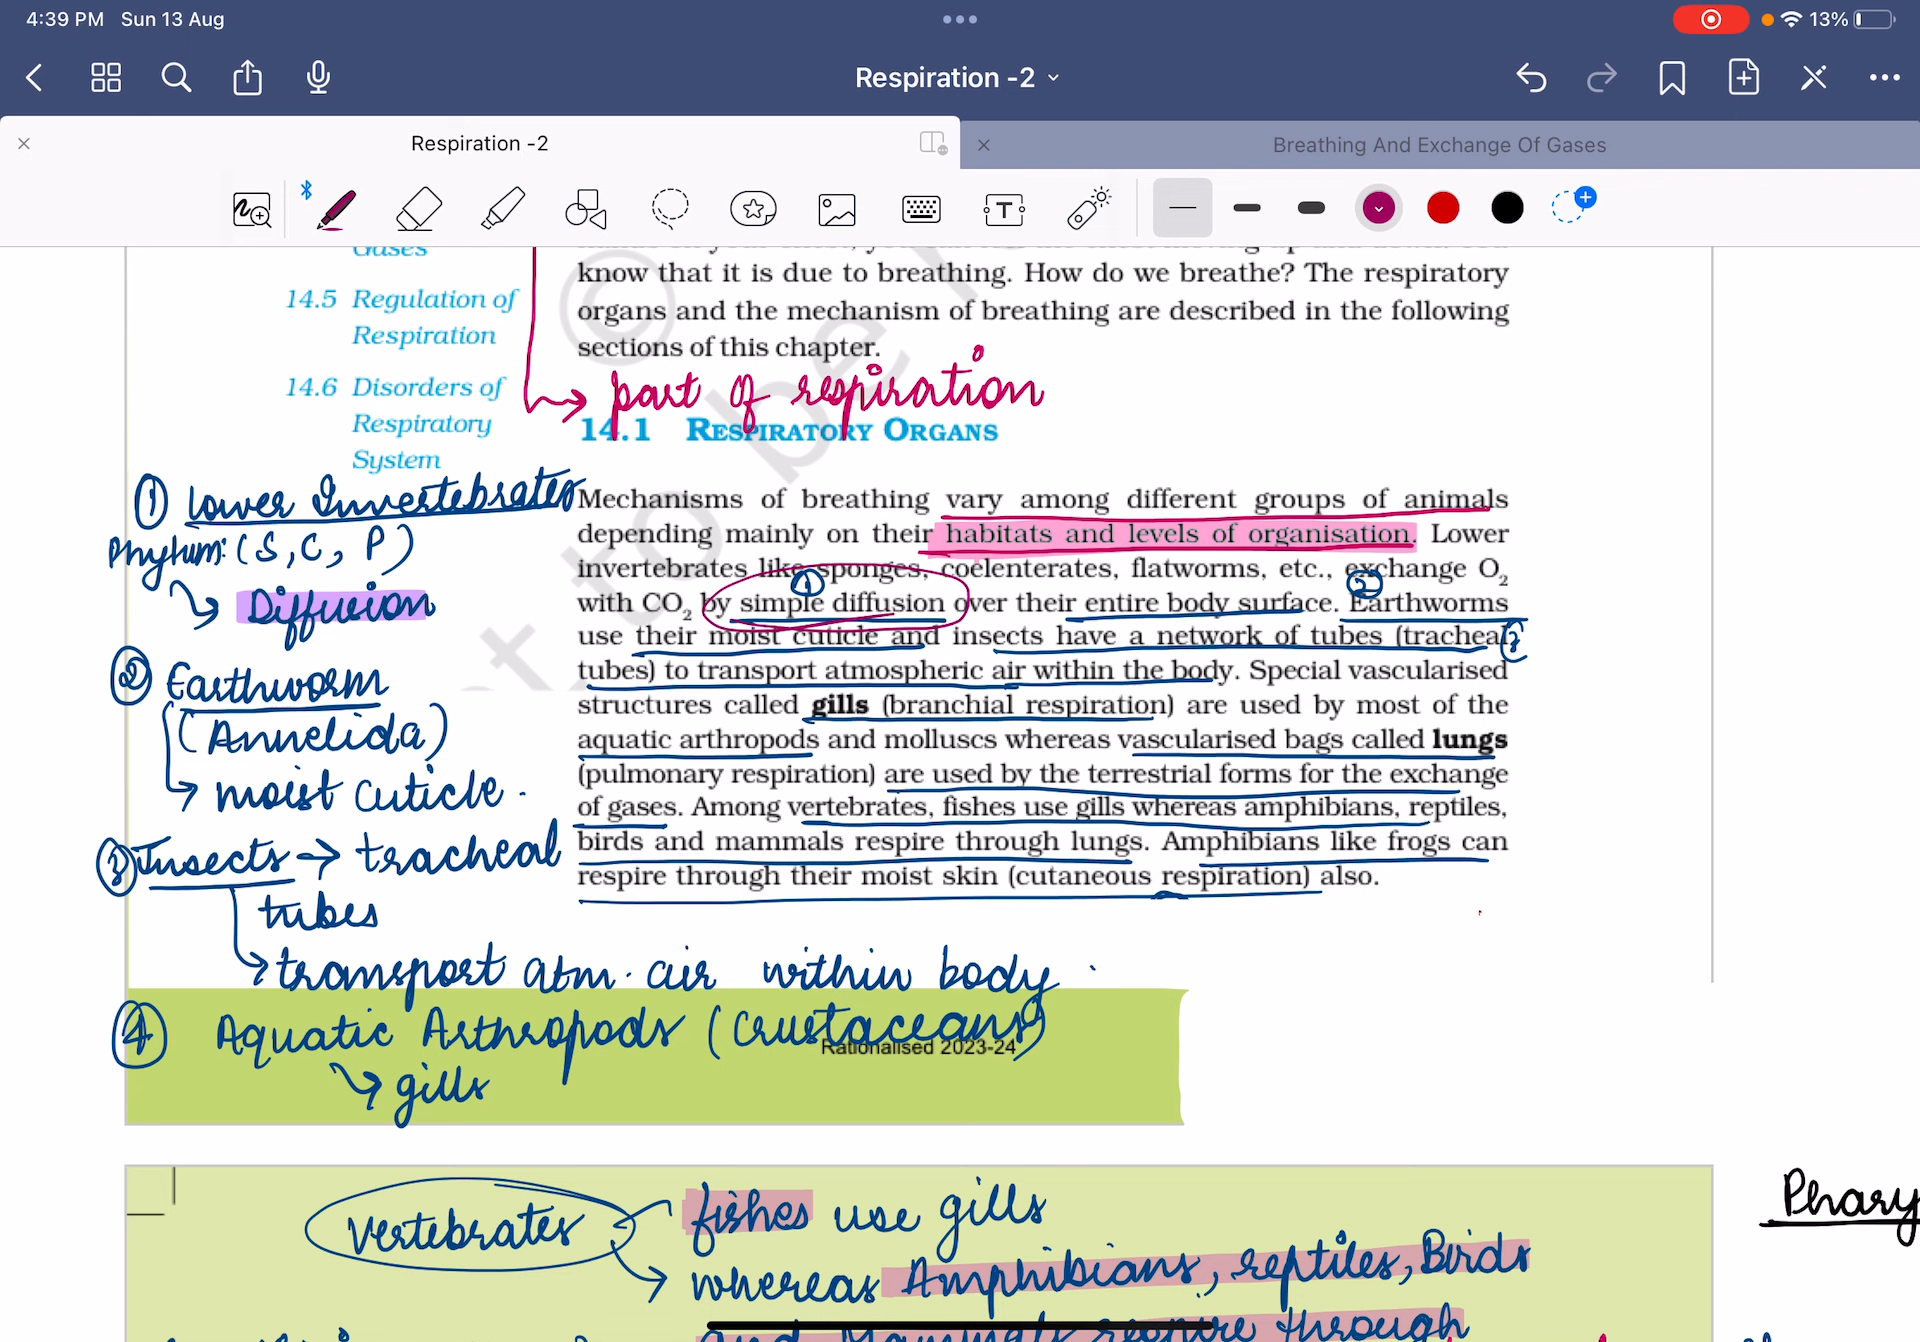 4:39 PM Sun 13 Aug
13%
Respiration -2
Respiration -2
Breathing And Exchange Of Gases
T
Gases
14.5 Regulation of
Respiration
14.6 Disorders of
Respiratory
System
know that it is due to breathing. How do we breathe? The respiratory
organs and the mechanism of breathing are described in the following
sections of this chapter.
part of respiration
14.1 RESPIRATORY ORGANS
Mechanisms of breathing vary among different groups of animals
depending mainly on their habitats and levels of organisation. Lower
invertebrates like sponges, coelenterates, flatworms, etc., exchange O2
with CO2 by simple diffusion over their entire body surface. Earthworms
use their moist cuticle and insects have a network of tubes (tracheal
tubes) to transport atmospheric air within the body. Special vascularised
structures called gills (branchial respiration) are used by most of the
aquatic arthropods and molluscs whereas vascularised bags called lungs
(pulmonary respiration) are used by the terrestrial forms for the exchange
of gases. Among vertebrates, fishes use gills whereas amphibians, reptiles,
birds and mammals respire through lungs. Amphibians like frogs can
respire through their moist skin (cutaneous respiration) also.
1
2
3
© to be
① Lower Invertebrates
Phylum: (S, C, P)
Diffusion
② Earthworm
(Annelida)
moist cuticle.
③ Insects → tracheal
tubes
transport atm. air within body.
④ Aquatic Arthropods (Crustaceans)
gills
Rationalised 2023-24
Vertebrates
fishes use gills
whereas Amphibians, reptiles, Birds
and Mammals respire through
Phary